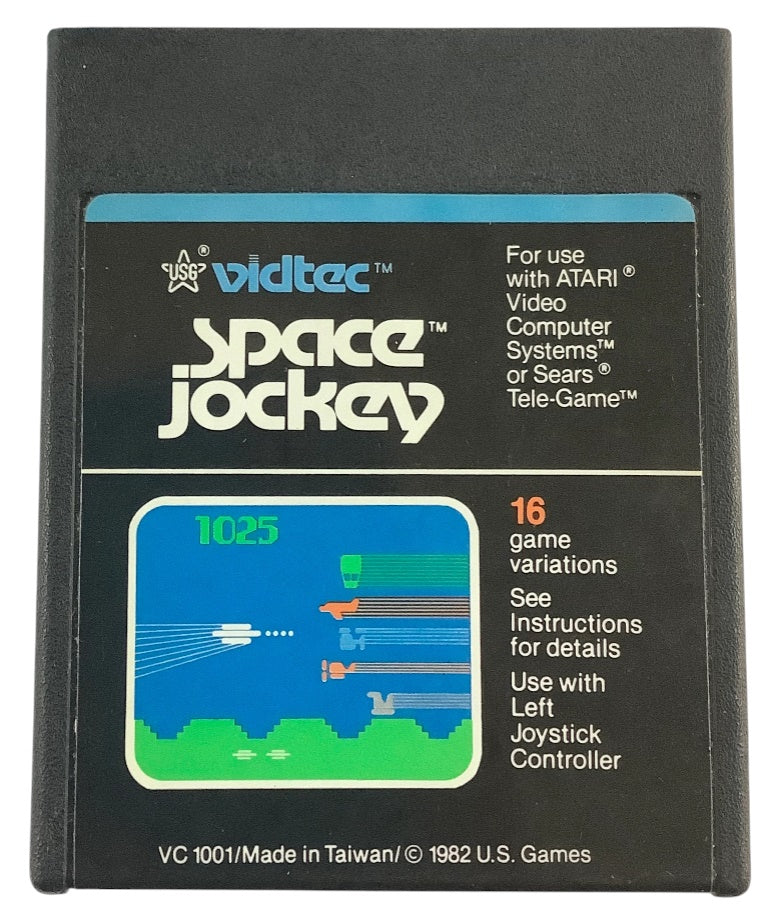 USG® vidtec™
space™
jockey
For use
with ATARI®
Video
Computer
Systems™
or Sears®
Tele-Game™
1025
16
game
variations
See
Instructions
for details
Use with
Left
Joystick
Controller
VC 1001/Made in Taiwan/© 1982 U.S. Games